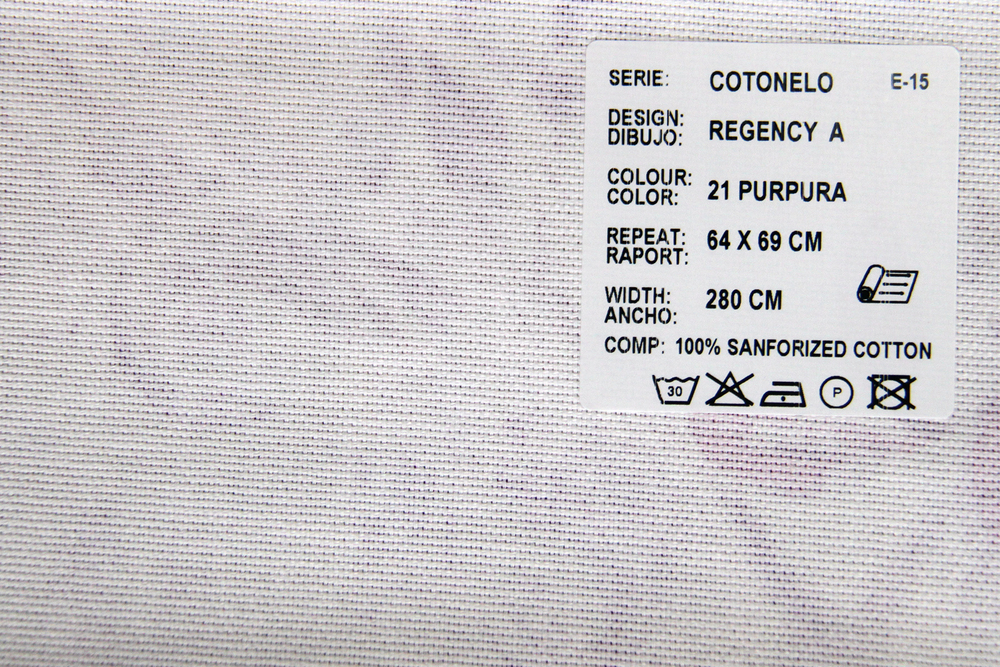 SERIE: COTONELO E-15
DESIGN:
DIBUJO: REGENCY A
COLOUR:
COLOR: 21 PURPURA
REPEAT: 64 X 69 CM
RAPORT:
WIDTH: 280 CM
ANCHO:
COMP: 100% SANFORIZED COTTON
30 P